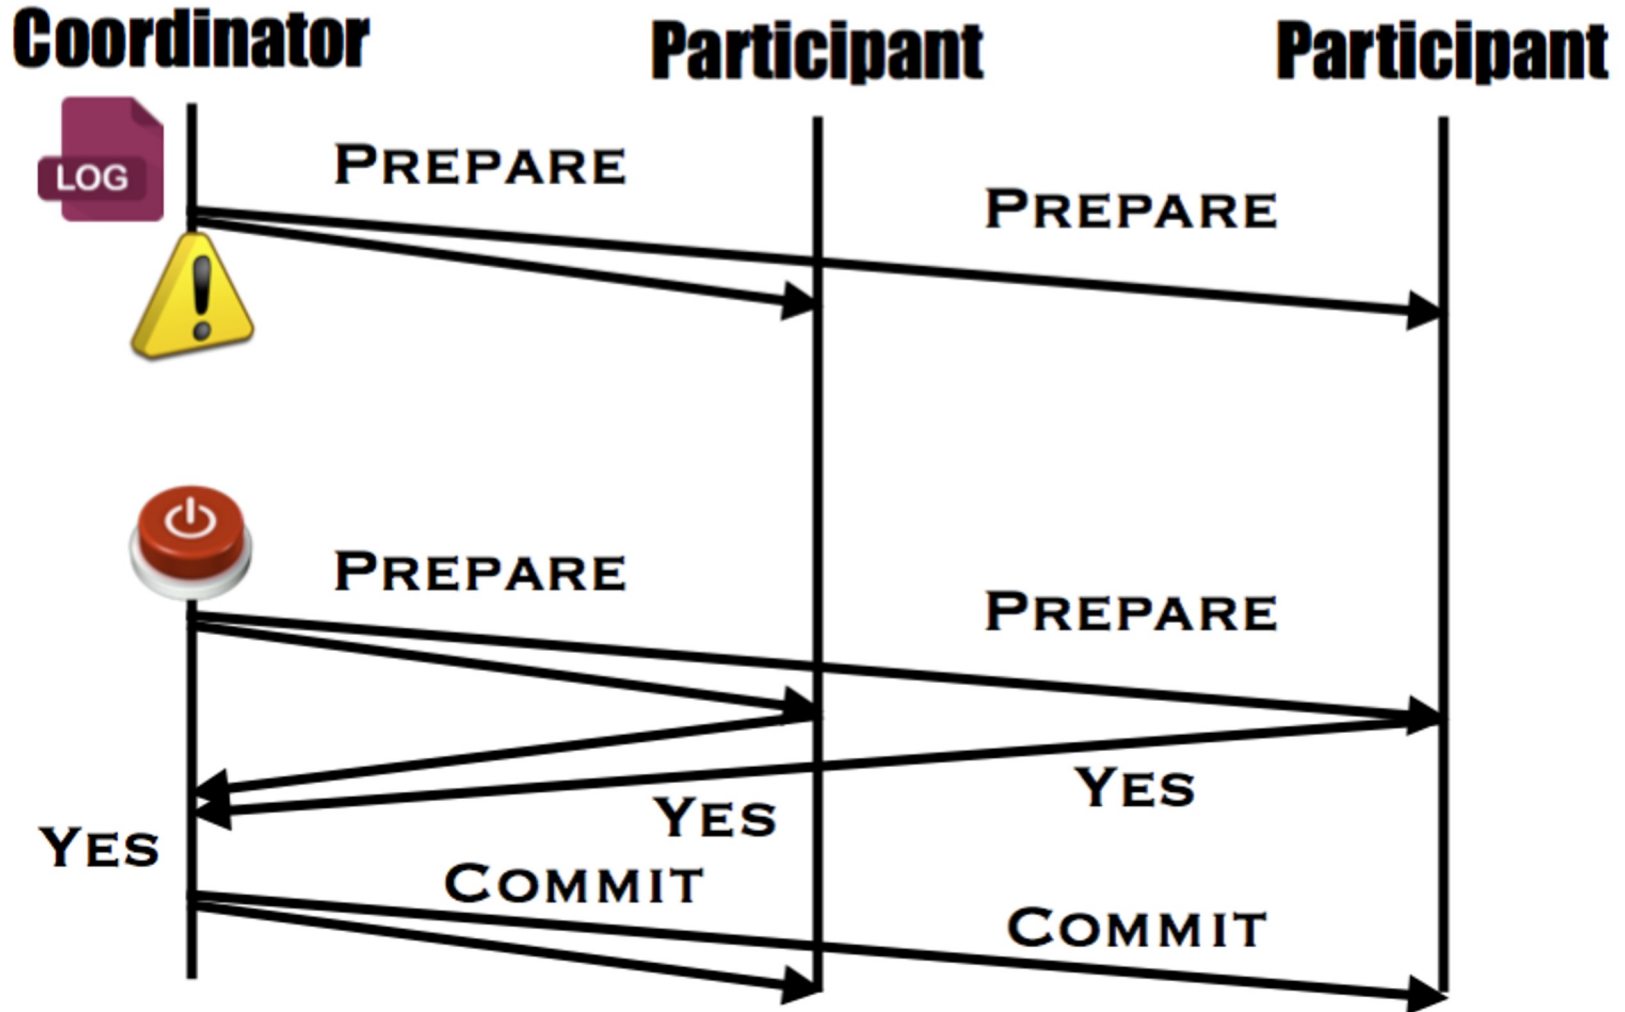 Coordinator
Participant
Participant
LOG
PREPARE
PREPARE
PREPARE
PREPARE
YES
YES
YES
COMMIT
COMMIT